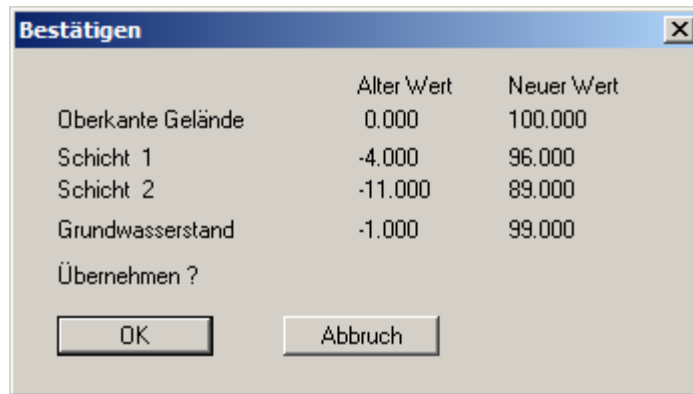 Bestätigen
Alter Wert Neuer Wert
Oberkante Gelände 0.000 100.000
Schicht 1 -4.000 96.000
Schicht 2 -11.000 89.000
Grundwasserstand -1.000 99.000
Übernehmen ?
OK Abbruch